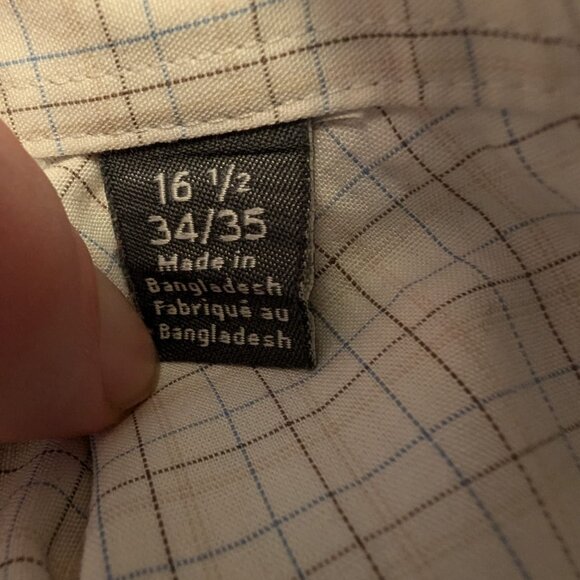 16 1/2
34/35
Made in
Bangladesh
Fabriqué au
Bangladesh